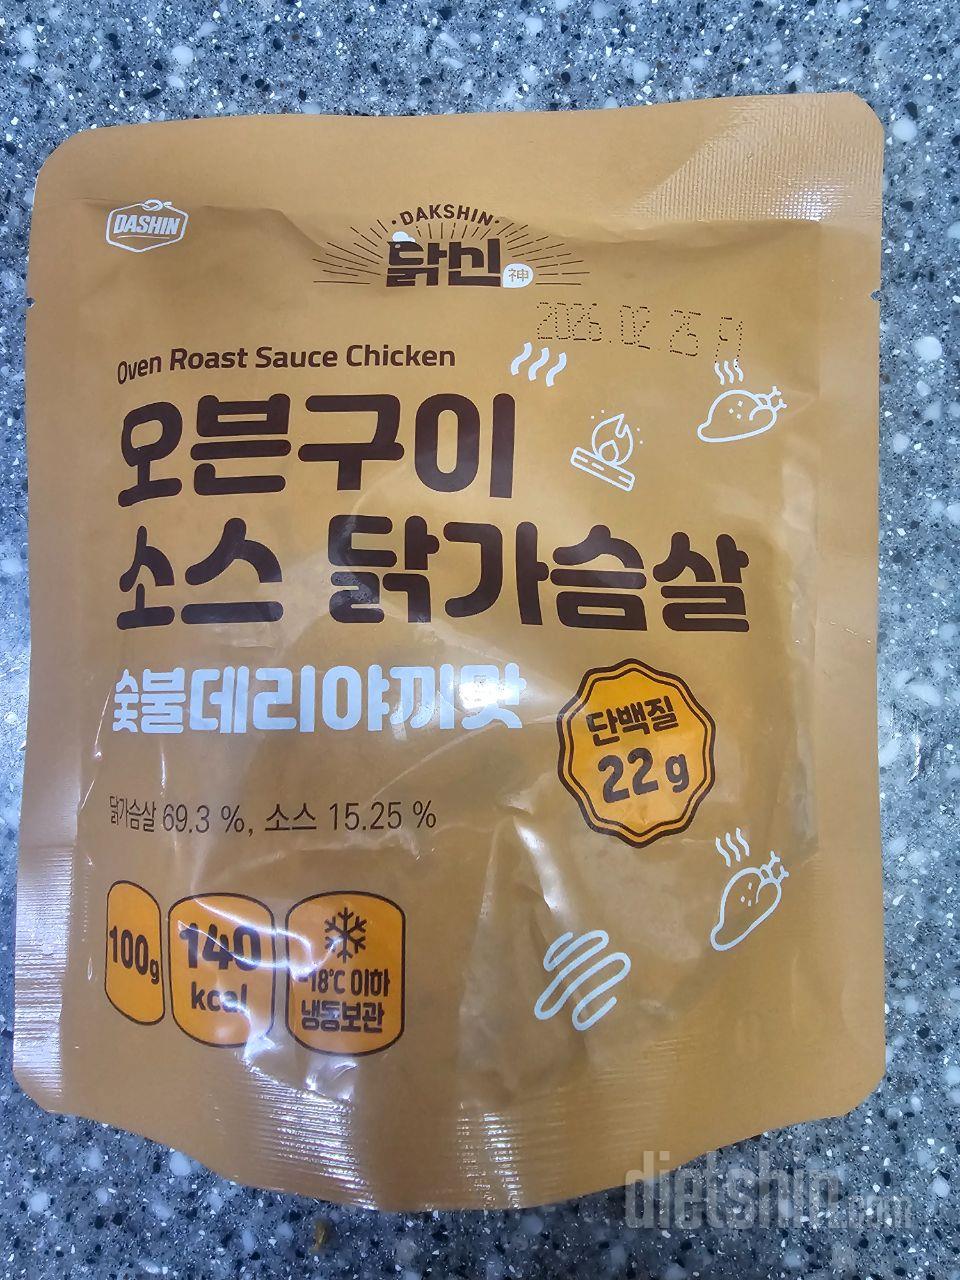 DASHIN
·DAKSHIN·
닭신 神
2026.02.25 F1
Oven Roast Sauce Chicken
오븐구이
소스 닭가슴살
숯불데리야끼맛
단백질
22g
닭가슴살 69.3 %, 소스 15.25 %
100g
140
kcal
-18℃ 이하
냉동보관
dietshin.com